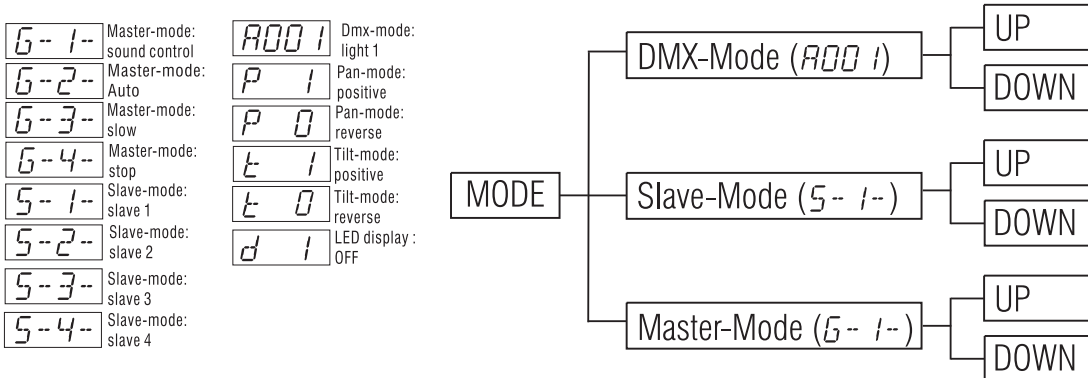 G-- 1-- Master-mode:
sound control
G--2-- Master-mode:
Auto
G--3-- Master-mode:
slow
G--4-- Master-mode:
stop
S-- 1-- Slave-mode:
slave 1
S--2-- Slave-mode:
slave 2
S--3-- Slave-mode:
slave 3
S--4-- Slave-mode:
slave 4
A001 Dmx-mode:
light 1
P 1 Pan-mode:
positive
P 0 Pan-mode:
reverse
t 1 Tilt-mode:
positive
t 0 Tilt-mode:
reverse
d 1 LED display :
OFF
MODE
DMX-Mode (A001)
UP
DOWN
Slave-Mode (S-- 1--)
UP
DOWN
Master-Mode (G-- 1--)
UP
DOWN